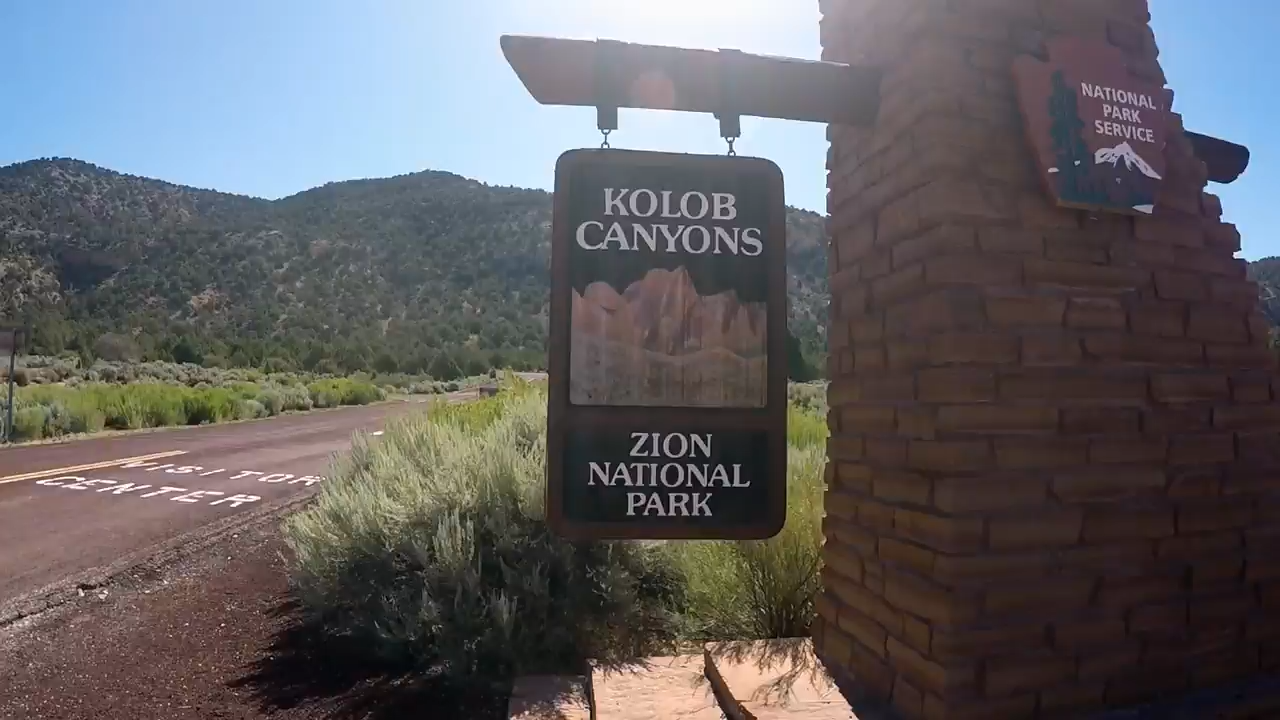 KOLOB
CANYONS
ZION
NATIONAL
PARK
NATIONAL
PARK
SERVICE
VISITOR
CENTER